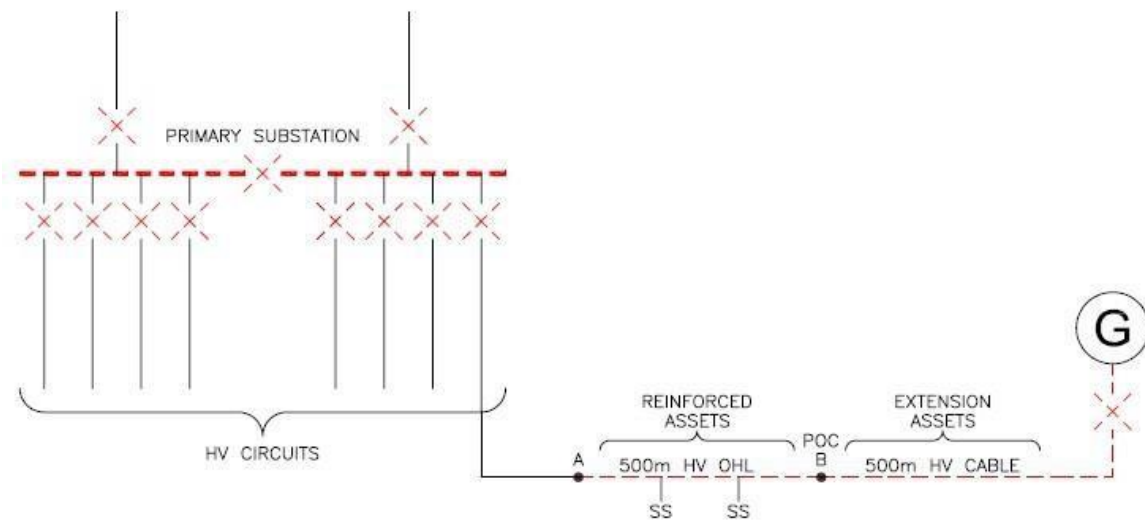 PRIMARY SUBSTATION
G
REINFORCED
ASSETS
EXTENSION
ASSETS
POC
HV CIRCUITS
A
500m HV OHL
B
500m HV CABLE
SS
SS